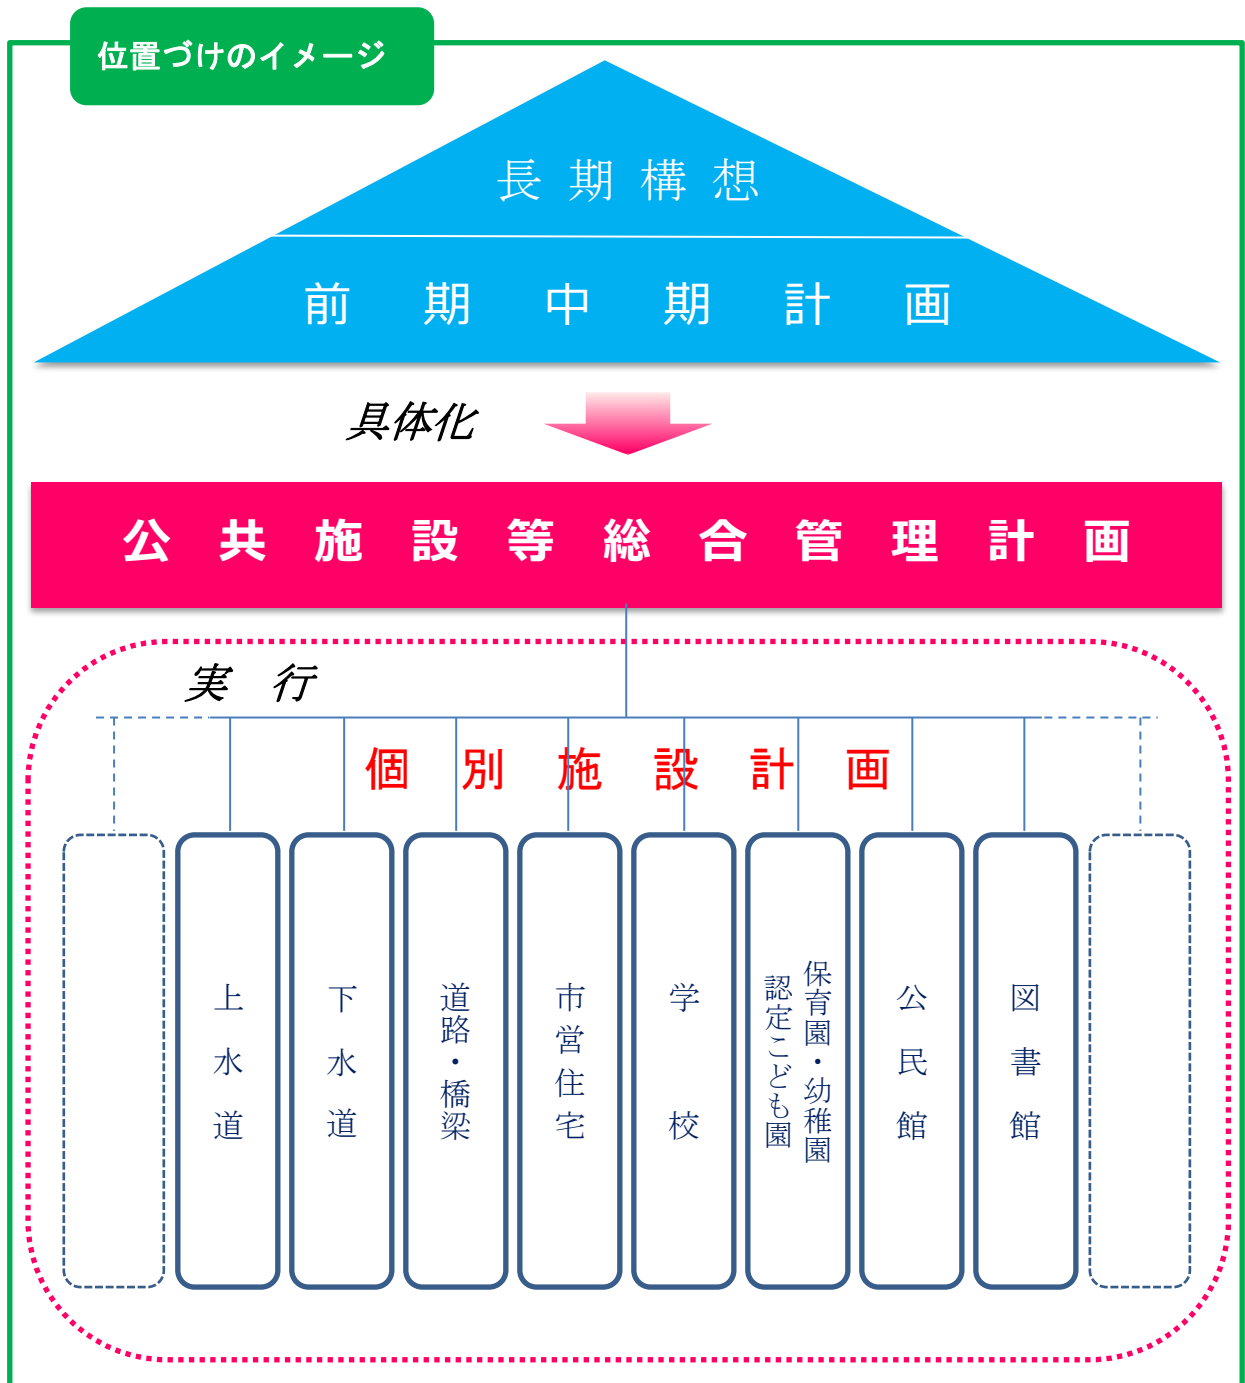 位置づけのイメージ
長期構想
前期中期計画
具体化
公共施設等総合管理計画
実行
個別施設計画
上水道
下水道
道路・橋梁
市営住宅
学校
保育園・幼稚園
認定こども園
公民館
図書館